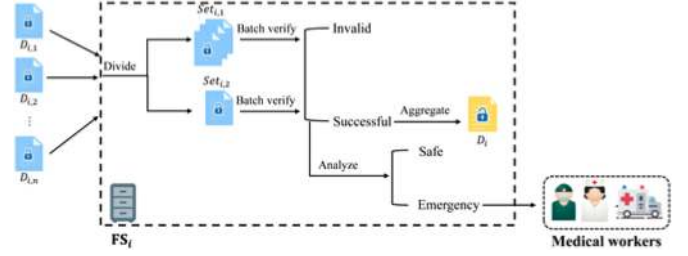 Set_{i,1}
D_{i,1}
Batch verify
Invalid
Divide
Set_{i,2}
D_{i,2}
Batch verify
⋮
Successful
Aggregate
D_i
D_{i,n}
Analyze
Safe
Emergency
FS_i
Medical workers